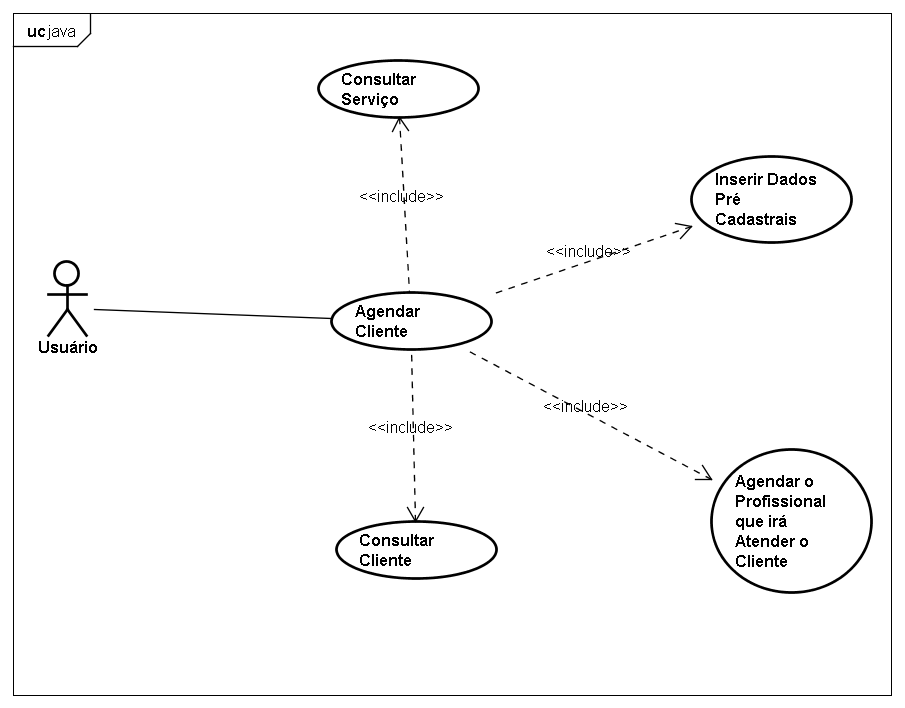 uc java
Consultar
Serviço
<<include>>
Inserir Dados
Pré
Cadastrais
<<include>>
Agendar
Cliente
Usuário
<<include>>
<<include>>
Agendar o
Profissional
que irá
Atender o
Cliente
Consultar
Cliente